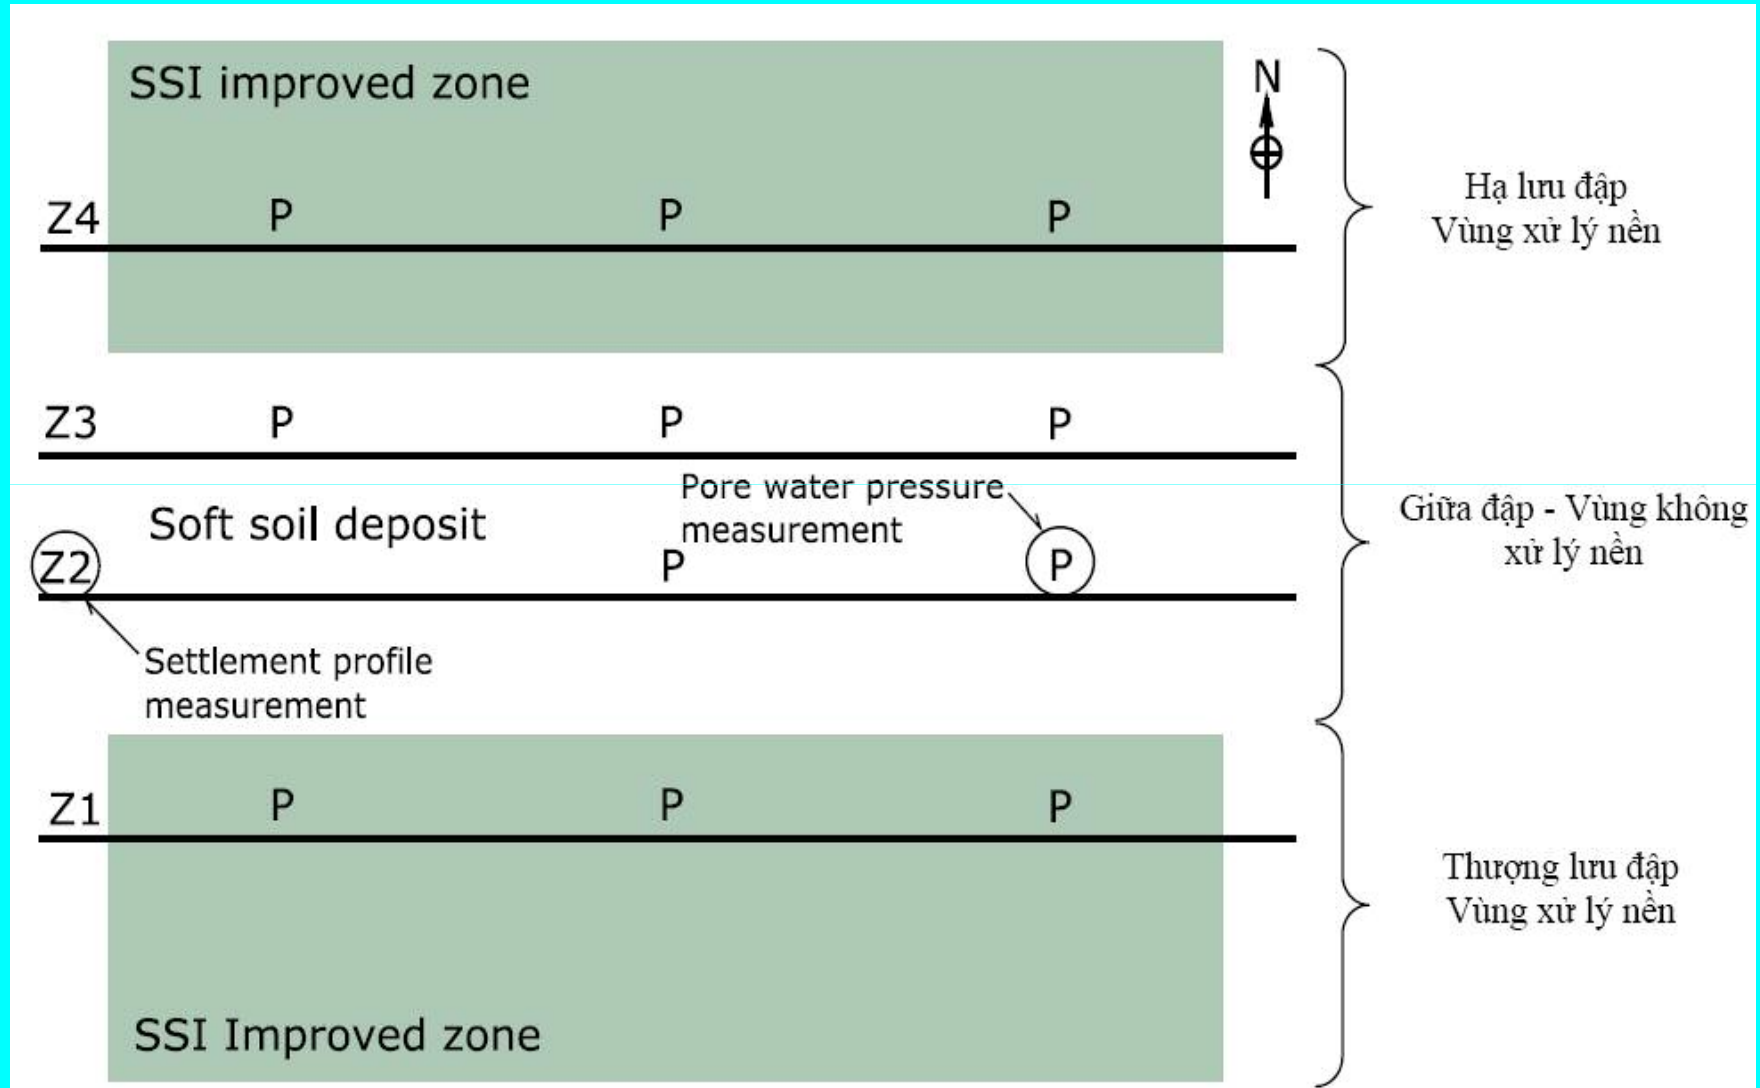 SSI improved zone
N
Z4
P P P
Hạ lưu đập
Vùng xử lý nền
Z3
P P P
Pore water pressure
measurement
Soft soil deposit
Z2
P P
Giữa đập - Vùng không
xử lý nền
Settlement profile
measurement
Z1
P P P
Thượng lưu đập
Vùng xử lý nền
SSI Improved zone